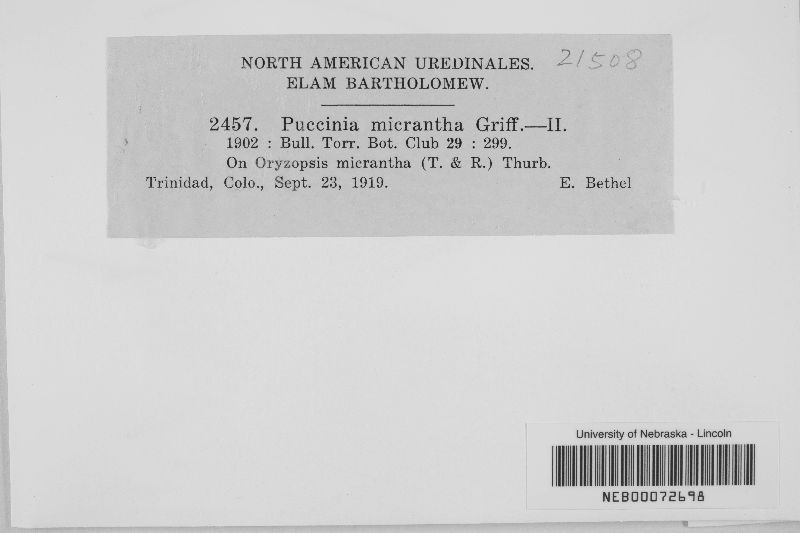 NORTH AMERICAN UREDINALES. 21508
ELAM BARTHOLOMEW.
2457. Puccinia micrantha Griff.—II.
1902 : Bull. Torr. Bot. Club 29 : 299.
On Oryzopsis micrantha (T. & R.) Thurb.
Trinidad, Colo., Sept. 23, 1919. E. Bethel
University of Nebraska - Lincoln
NEB00072698